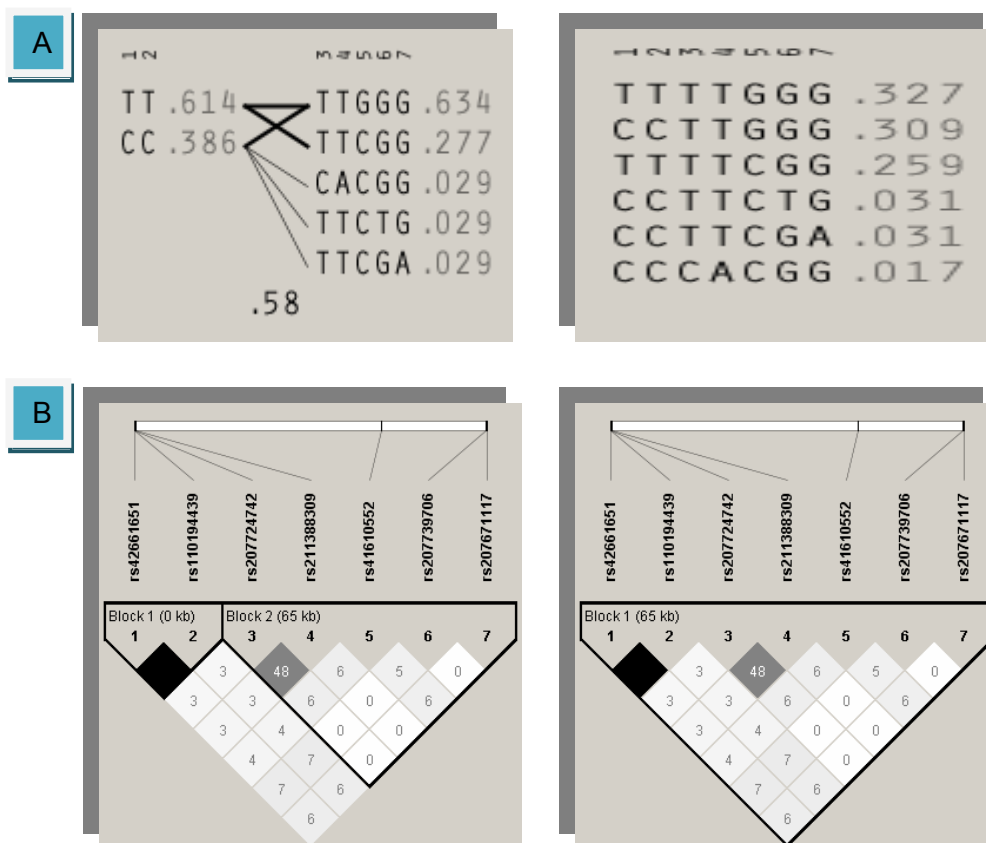 A
1 2 3 4 5 6 7
TT .614 TTGGG .634
CC .386 TTCGG .277
CACGG .029
TTCTG .029
TTCGA .029
.58
1 2 3 4 5 6 7
TTTTGGG .327
CCTTGGG .309
TTTTCGG .259
CCTTCTG .031
CCTTCGA .031
CCCACGG .017
B
rs42661651 rs110194439 rs207724742 rs211388309 rs41610552 rs207739706 rs207671117
Block 1 (0 kb) Block 2 (65 kb)
1 2 3 4 5 6 7
3 48 6 5 0
3 3 6 0 6
3 4 0 0
4 7 0
7 6
6
rs42661651 rs110194439 rs207724742 rs211388309 rs41610552 rs207739706 rs207671117
Block 1 (65 kb)
1 2 3 4 5 6 7
3 48 6 5 0
3 3 6 0 6
3 4 0 0
4 7 0
7 6
6